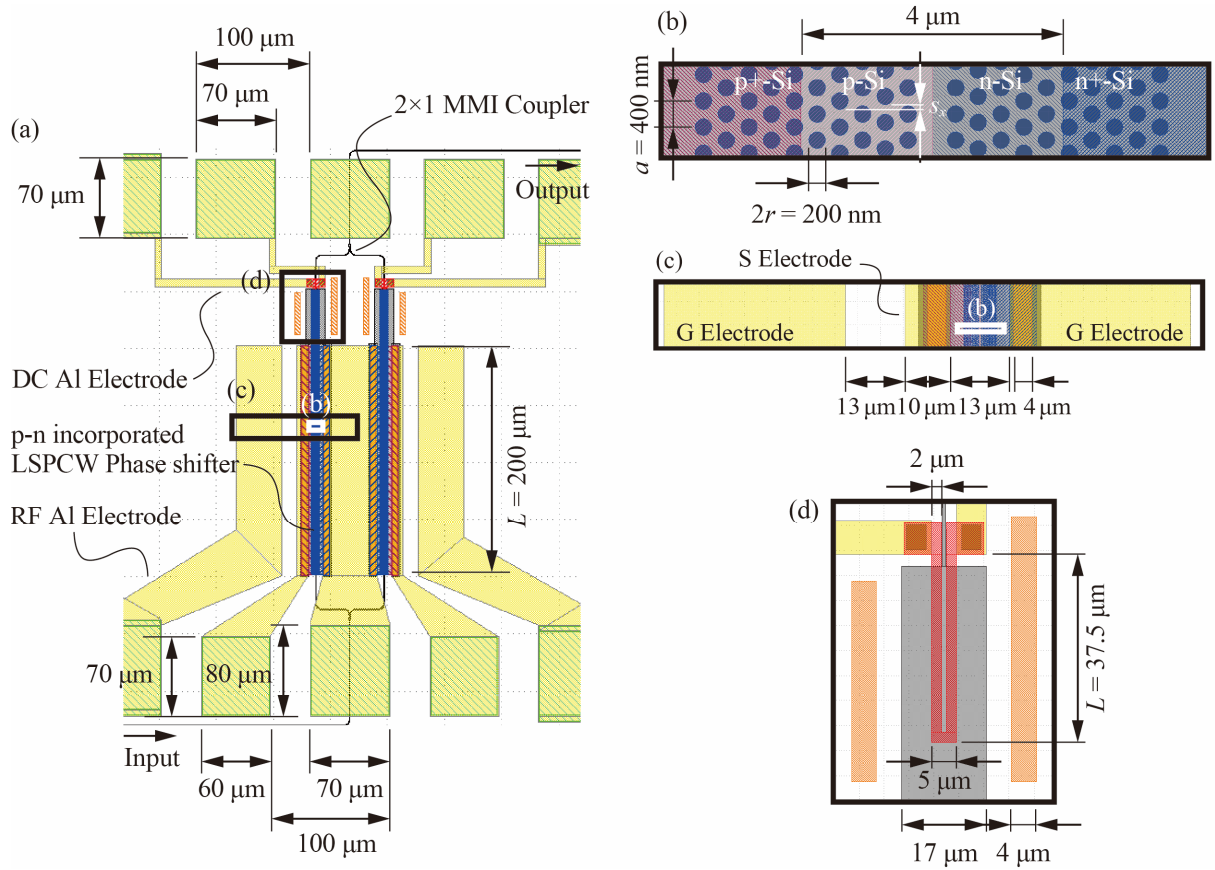 (a)
100 μm
70 μm
70 μm
2×1 MMI Coupler
Output
(d)
DC Al Electrode
(c)
(b)
p-n incorporated
LSPCW Phase shifter
RF Al Electrode
L = 200 μm
70 μm
80 μm
Input
60 μm
70 μm
100 μm
(b)
4 μm
p+-Si
p-Si
n-Si
n+-Si
sx
a = 400 nm
2r = 200 nm
(c)
S Electrode
G Electrode
(b)
G Electrode
13 μm
10 μm
13 μm
4 μm
(d)
2 μm
L = 37.5 μm
5 μm
17 μm
4 μm